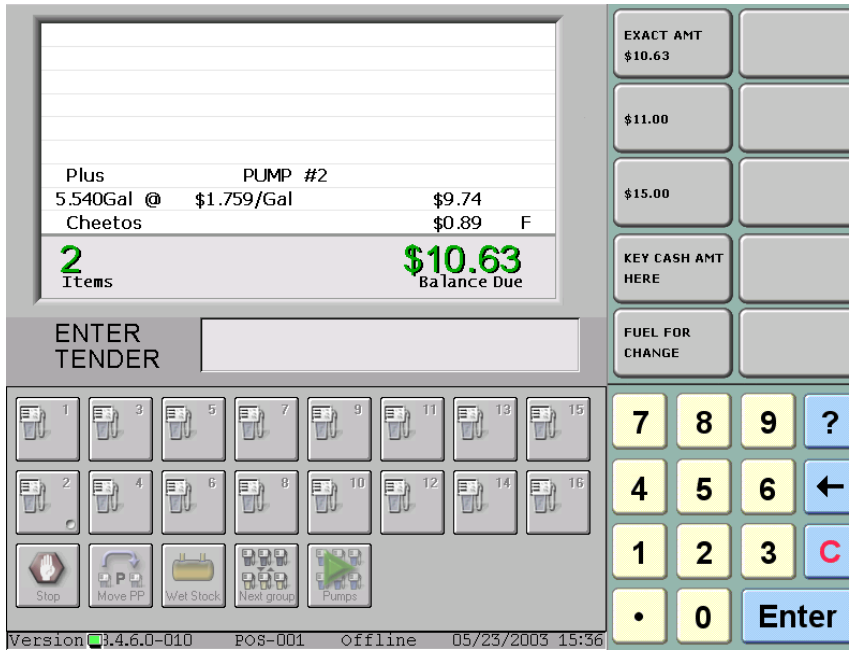 Plus PUMP #2
5.540Gal @ $1.759/Gal $9.74
Cheetos $0.89 F
2 $10.63
Items Balance Due
ENTER
TENDER
EXACT AMT
$10.63
$11.00
$15.00
KEY CASH AMT
HERE
FUEL FOR
CHANGE
1 3 5 7 9 11 13 15
2 4 6 8 10 12 14 16
P
Stop Move PP Wet Stock Next group Pumps
7 8 9 ?
4 5 6 ←
1 2 3 C
. 0 Enter
Version 3.4.6.0-010 POS-001 Offline 05/23/2003 15:36